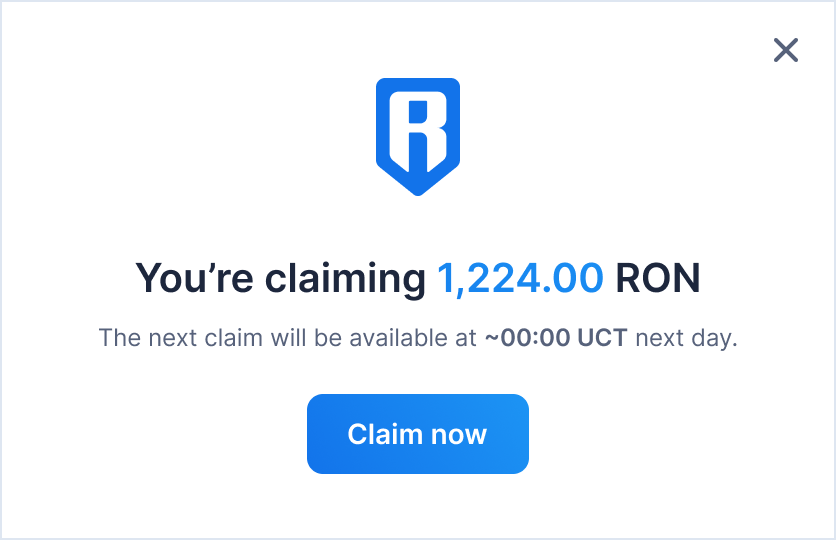 You’re claiming 1,224.00 RON
The next claim will be available at ~00:00 UCT next day.
Claim now